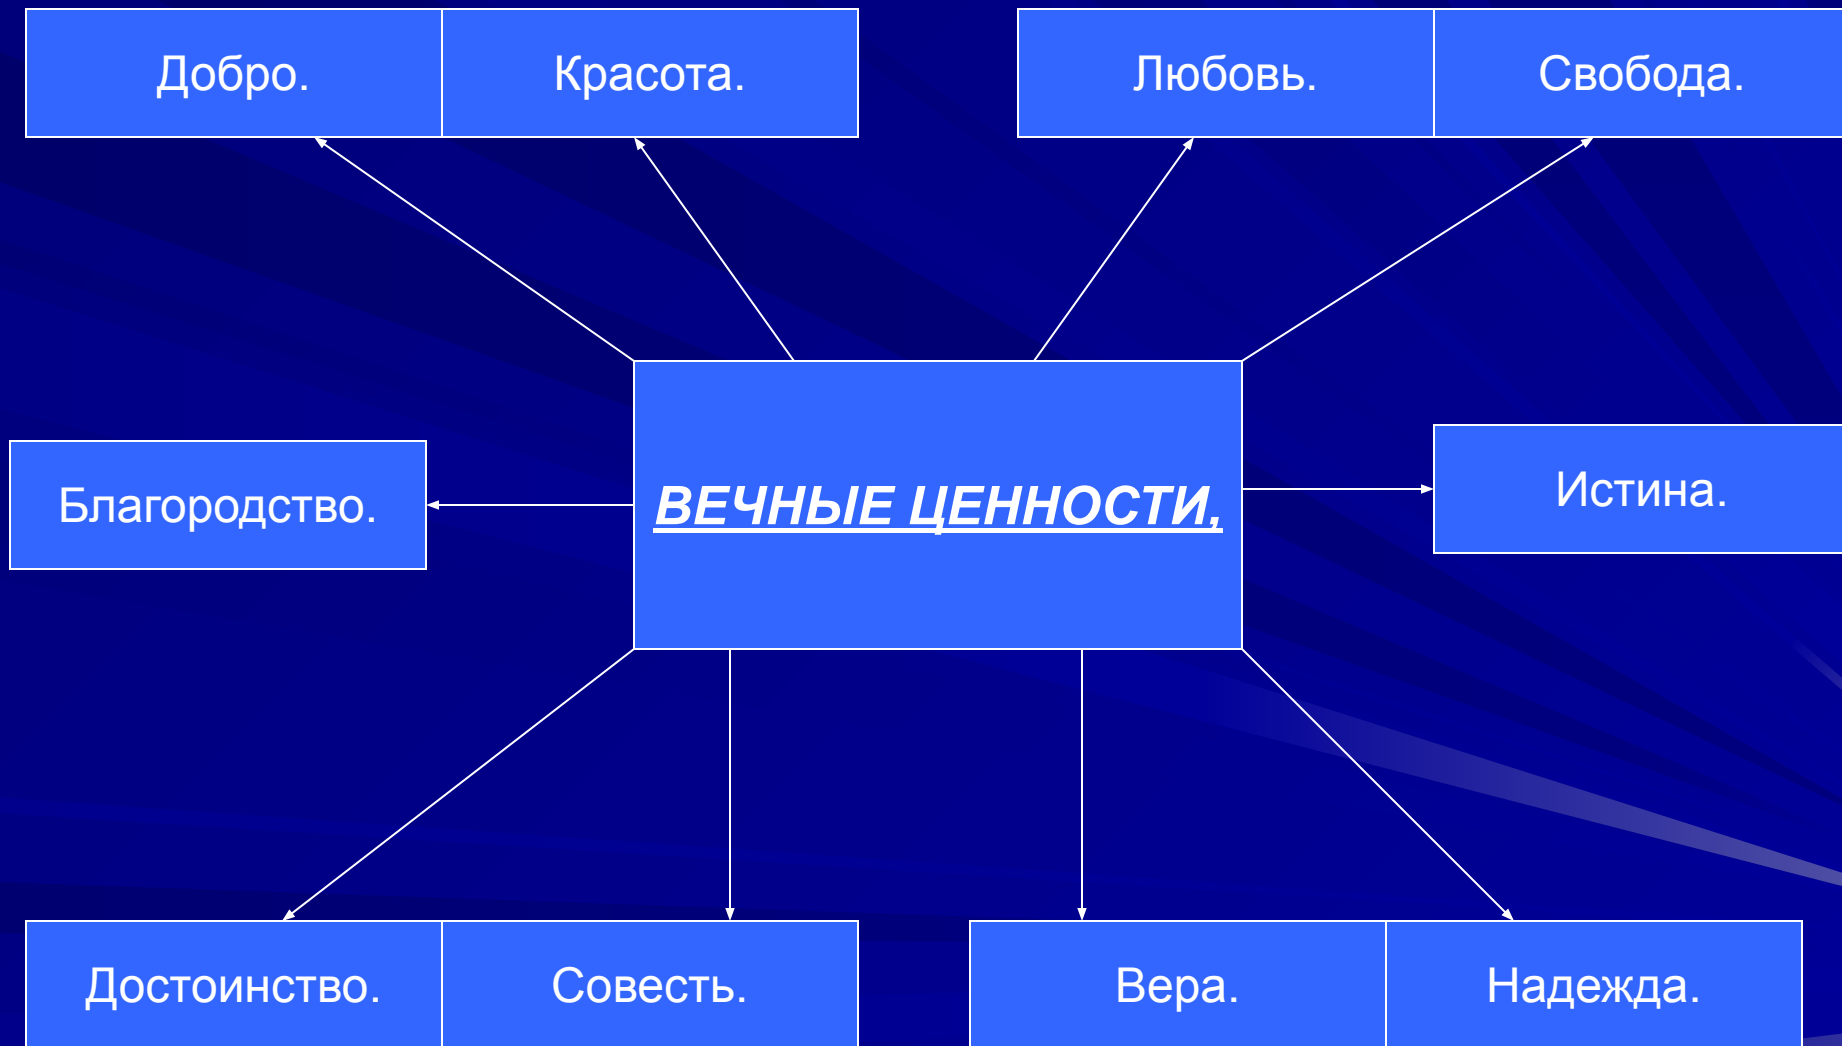 Добро.
Красота.
Любовь.
Свобода.
Благородство.
ВЕЧНЫЕ ЦЕННОСТИ,
Истина.
Достоинство.
Совесть.
Вера.
Надежда.